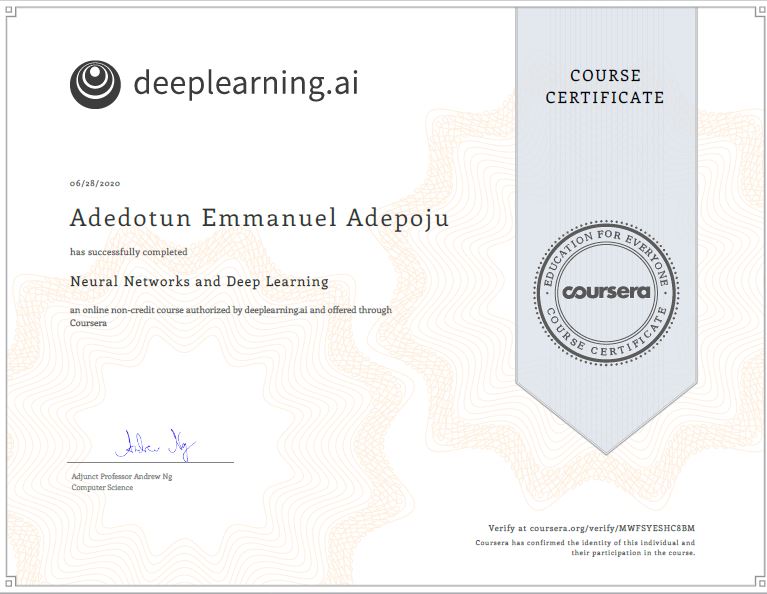 deeplearning.ai
COURSE
CERTIFICATE
06/28/2020
Adedotun Emmanuel Adepoju
has successfully completed
Neural Networks and Deep Learning
an online non-credit course authorized by deeplearning.ai and offered through
Coursera
EDUCATION FOR EVERYONE
coursera
COURSE CERTIFICATE
Andrew Ng
Adjunct Professor Andrew Ng
Computer Science
Verify at coursera.org/verify/MWFSYESHC8BM
Coursera has confirmed the identity of this individual and
their participation in the course.